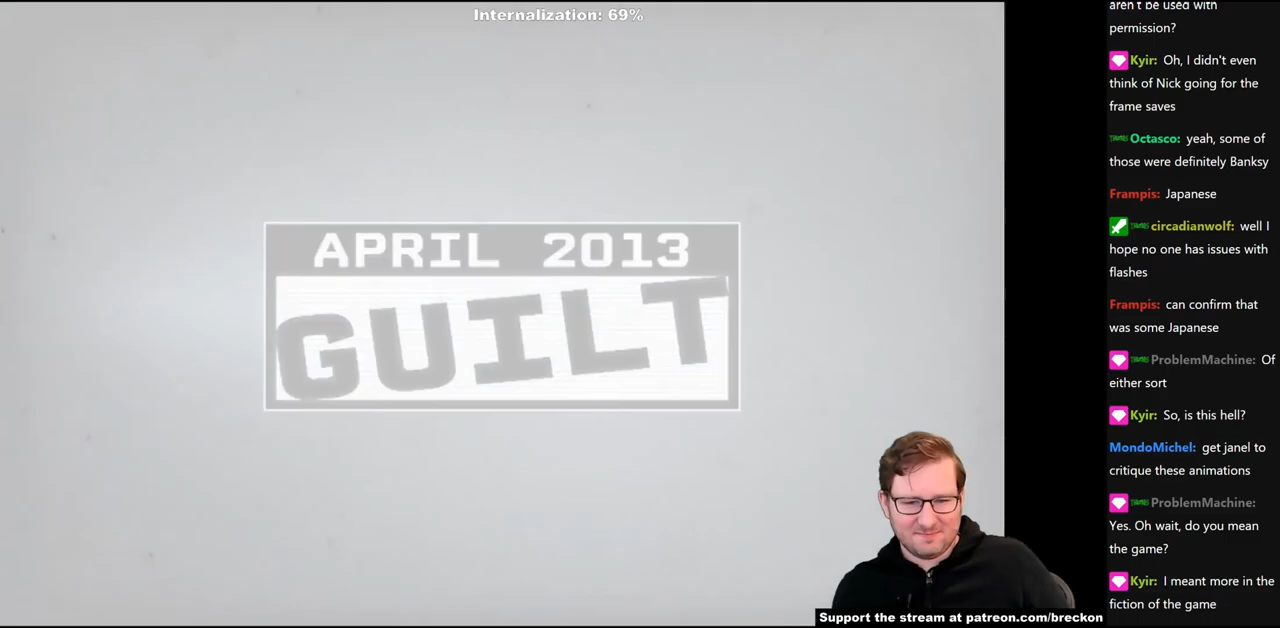 Internalization: 69%
APRIL 2013
GUILT
Support the stream at patreon.com/breckon
aren't be used with
permission?
Kyir: Oh, I didn't even
think of Nick going for the
frame saves
Octasco: yeah, some of
those were definitely Banksy
Frampis: Japanese
circadianwolf: well I
hope no one has issues with
flashes
Frampis: can confirm that
was some Japanese
ProblemMachine: Of
either sort
Kyir: So, is this hell?
MondoMichel: get janel to
critique these animations
ProblemMachine:
Yes. Oh wait, do you mean
the game?
Kyir: I meant more in the
fiction of the game